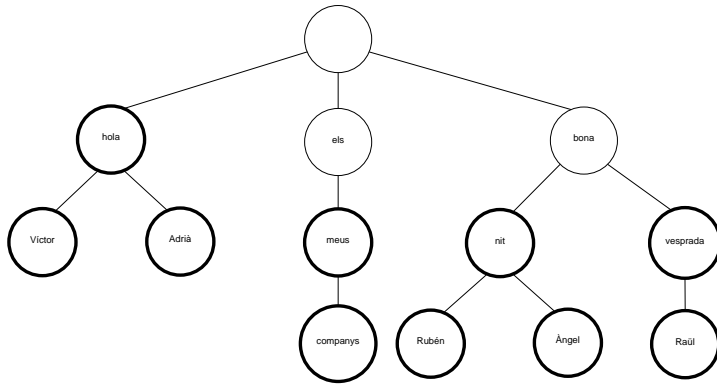 hola
els
bona
Víctor
Adrià
meus
nit
vesprada
companys
Rubén
Àngel
Raül